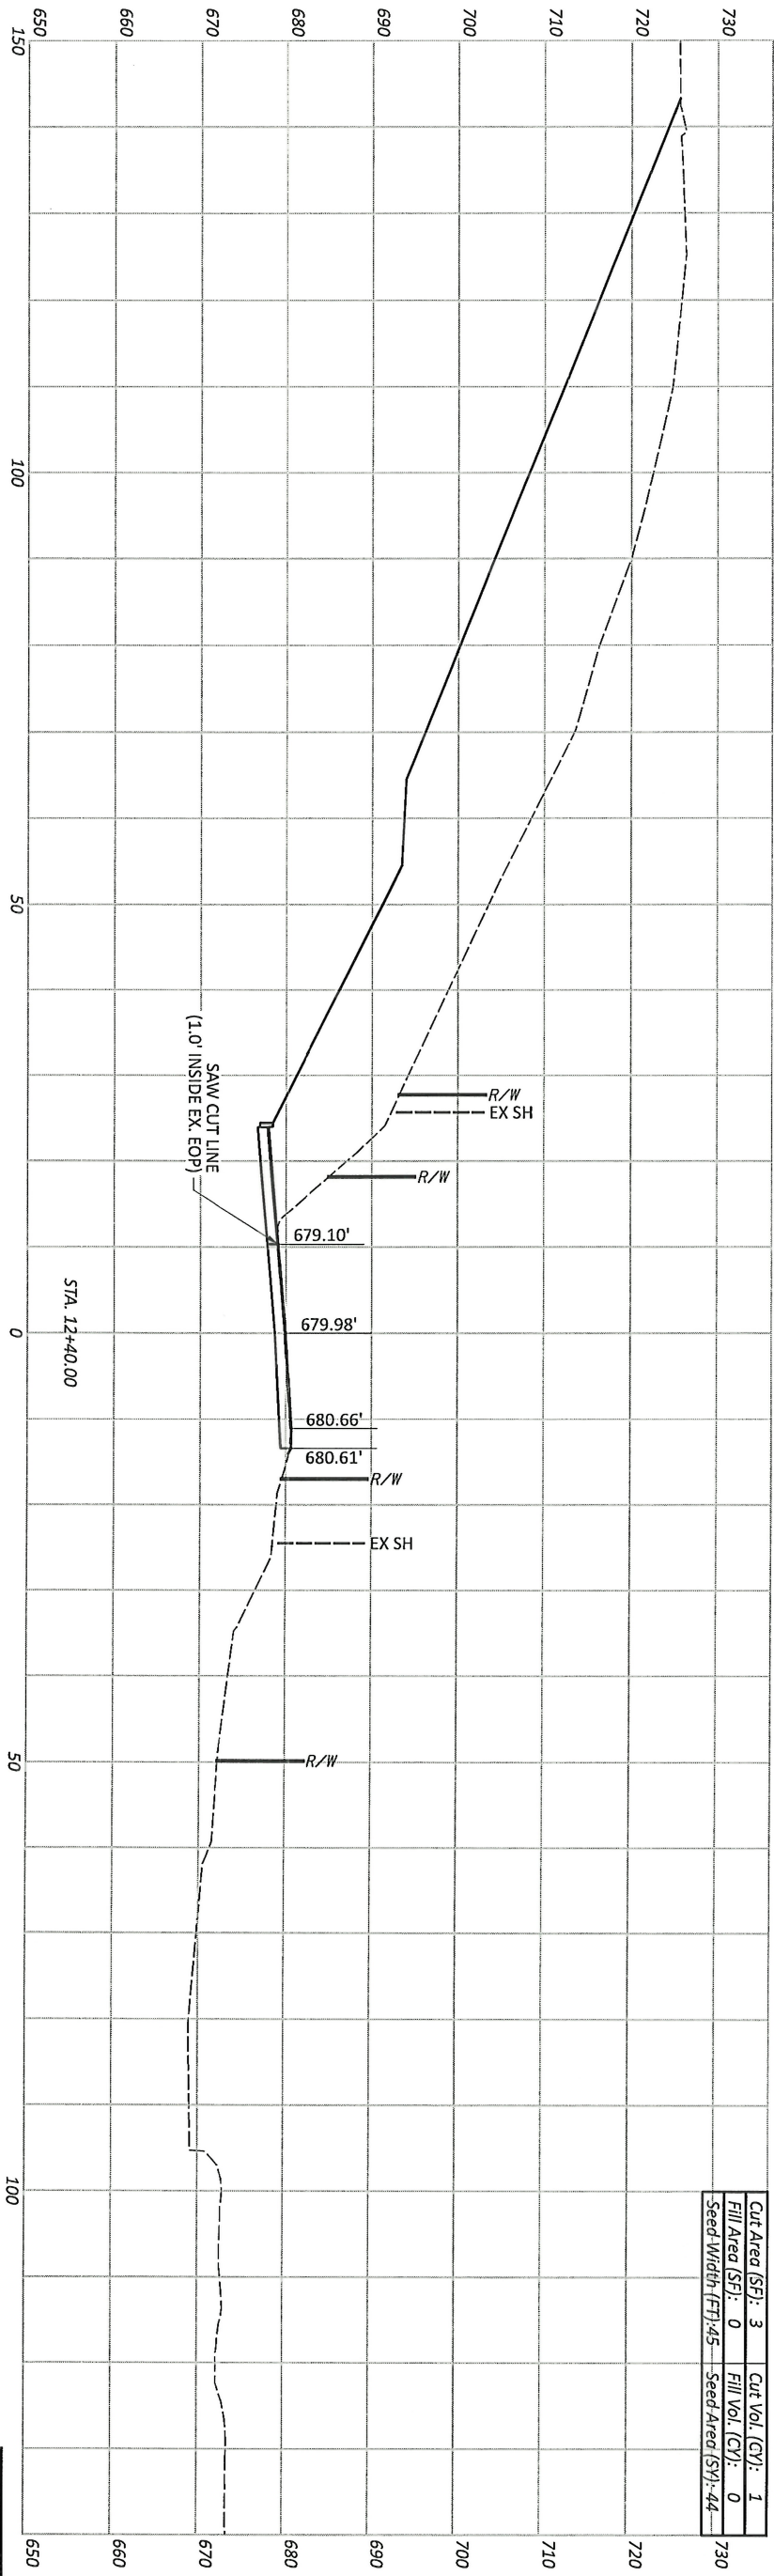 Cut Area (SF): 3 Cut Vol. (CY): 1
Fill Area (SF): 0 Fill Vol. (CY): 0
Seed Width (FT):45 Seed Area (SY): 44
730 730
720 720
710 710
700 700
690 690
680 680
670 670
660 660
650 650
150 100 50 0 50 100
R/W
EX SH
R/W
679.10'
679.98'
680.66'
680.61'
R/W
EX SH
R/W
SAW CUT LINE
(1.0' INSIDE EX. EOP)
STA. 12+40.00